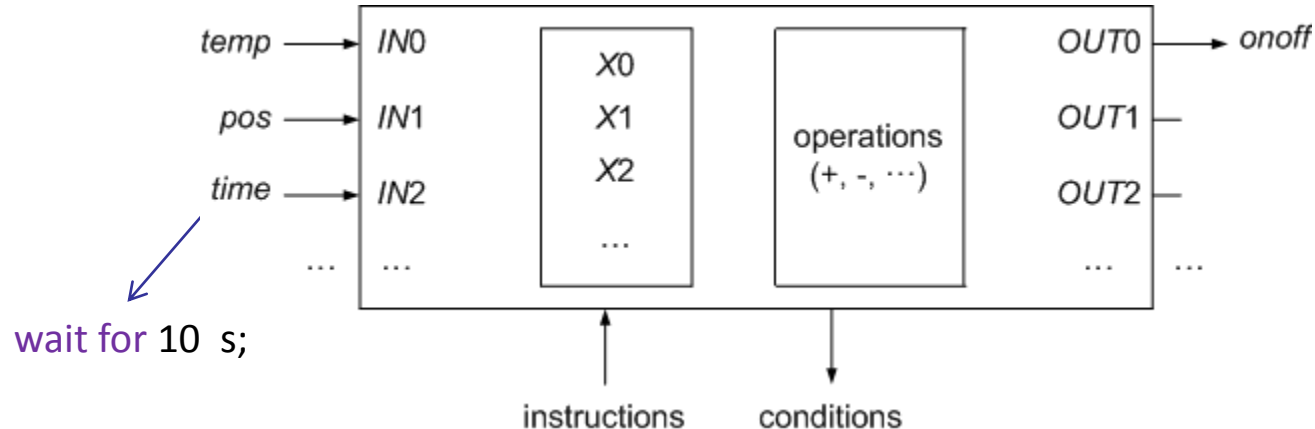 temp IN0 X0 OUT0 onoff
pos IN1 X1 operations OUT1
time IN2 X2 (+, -, ···) OUT2
... ... ... ... ...
wait for 10 s;
instructions conditions